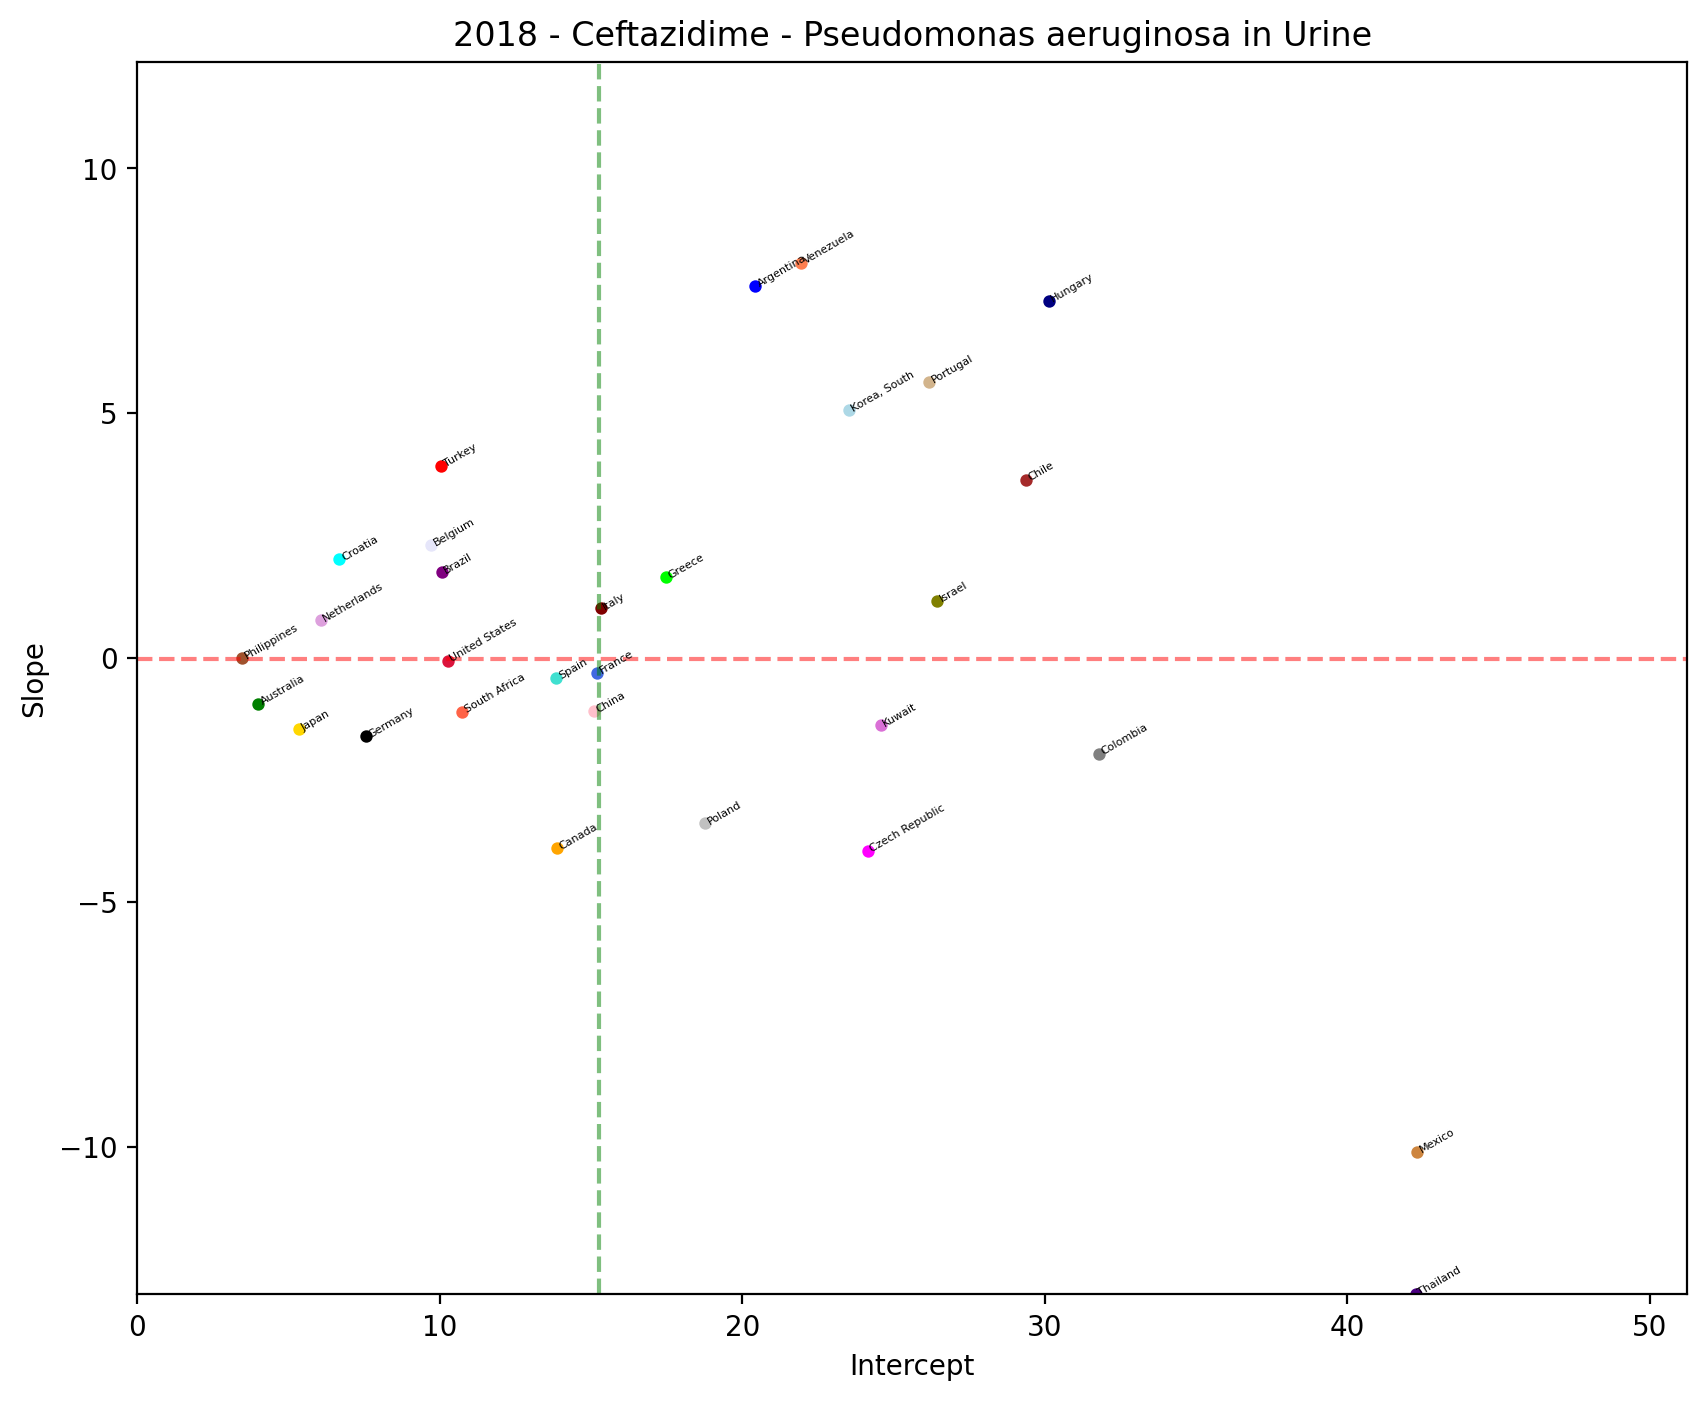 2018 - Ceftazidime - Pseudomonas aeruginosa in Urine
10
5
0
−5
−10
Slope
Venezuela
Argentina
Hungary
Portugal
Korea, South
Turkey
Chile
Belgium
Croatia
Brazil
Greece
Netherlands
Italy
Israel
Philippines
United States
Spain
France
Australia
South Africa
China
Japan
Germany
Kuwait
Colombia
Poland
Canada
Czech Republic
Mexico
Thailand
0 10 20 30 40 50
Intercept